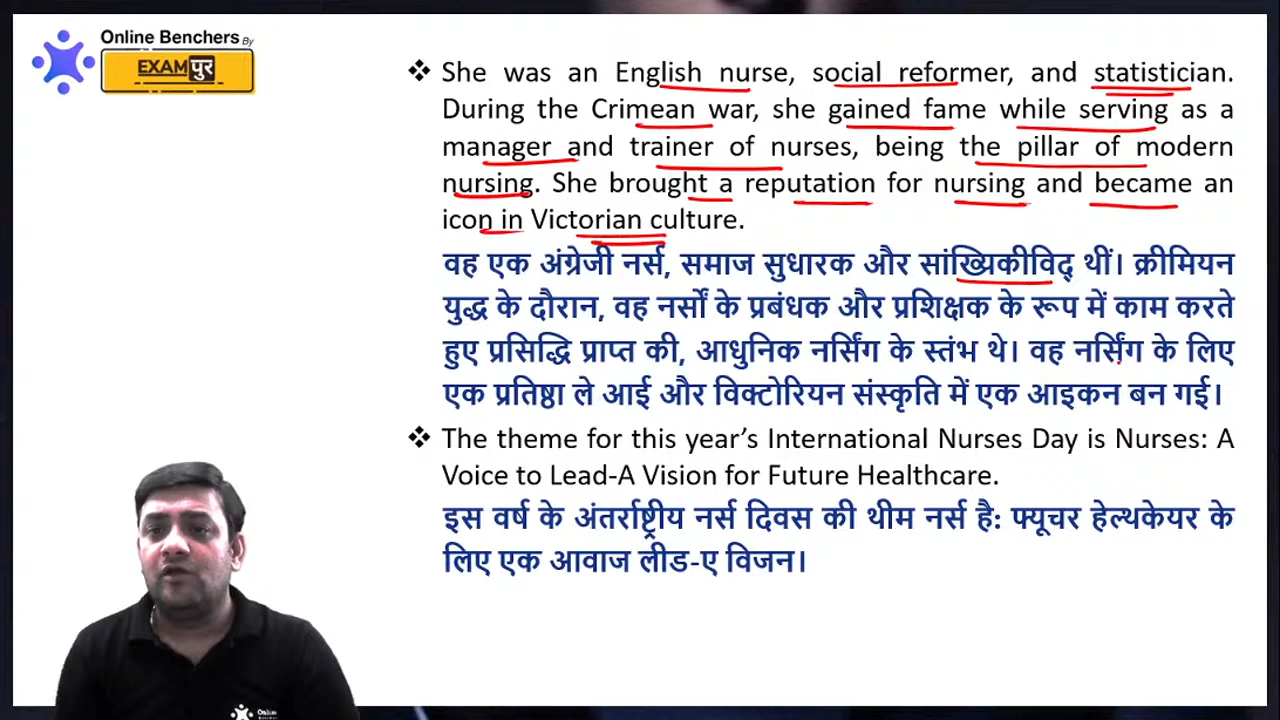 Online Benchers By
EXAMपुर
❖ She was an English nurse, social reformer, and statistician.
During the Crimean war, she gained fame while serving as a
manager and trainer of nurses, being the pillar of modern
nursing. She brought a reputation for nursing and became an
icon in Victorian culture.
वह एक अंग्रेजी नर्स, समाज सुधारक और सांख्यिकीविद् थीं। क्रीमियन
युद्ध के दौरान, वह नर्सों के प्रबंधक और प्रशिक्षक के रूप में काम करते
हुए प्रसिद्धि प्राप्त की, आधुनिक नर्सिंग के स्तंभ थे। वह नर्सिंग के लिए
एक प्रतिष्ठा ले आई और विक्टोरियन संस्कृति में एक आइकन बन गई।
❖ The theme for this year’s International Nurses Day is Nurses: A
Voice to Lead-A Vision for Future Healthcare.
इस वर्ष के अंतर्राष्ट्रीय नर्स दिवस की थीम नर्स है: फ्यूचर हेल्थकेयर के
लिए एक आवाज लीड-ए विजन।
Online